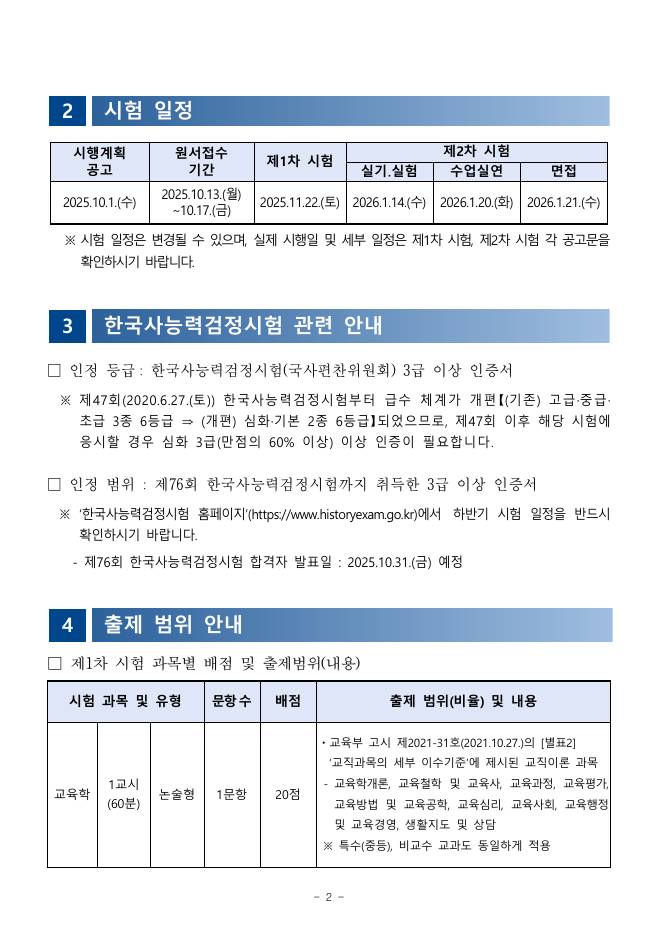 2 시험 일정
시행계획 공고 원서접수 기간 제1차 시험 제2차 시험
실기.실험 수업실연 면접
2025.10.1.(수) 2025.10.13.(월) ~10.17.(금) 2025.11.22.(토) 2026.1.14.(수) 2026.1.20.(화) 2026.1.21.(수)
※ 시험 일정은 변경될 수 있으며, 실제 시행일 및 세부 일정은 제1차 시험, 제2차 시험 각 공고문을
확인하시기 바랍니다.
3 한국사능력검정시험 관련 안내
□ 인정 등급 : 한국사능력검정시험(국사편찬위원회) 3급 이상 인증서
※ 제47회(2020.6.27.(토)) 한국사능력검정시험부터 급수 체계가 개편【(기존) 고급·중급·
초급 3종 6등급 ⇒ (개편) 심화·기본 2종 6등급】되었으므로, 제47회 이후 해당 시험에
응시할 경우 심화 3급(만점의 60% 이상) 이상 인증이 필요합니다.
□ 인정 범위 : 제76회 한국사능력검정시험까지 취득한 3급 이상 인증서
※ ‘한국사능력검정시험 홈페이지’(https://www.historyexam.go.kr)에서 하반기 시험 일정을 반드시
확인하시기 바랍니다.
- 제76회 한국사능력검정시험 합격자 발표일 : 2025.10.31.(금) 예정
4 출제 범위 안내
□ 제1차 시험 과목별 배점 및 출제범위(내용)
시험 과목 및 유형 문항수 배점 출제 범위(비율) 및 내용
교육학 1교시 (60분) 논술형 1문항 20점
・교육부 고시 제2021-31호(2021.10.27.)의 [별표2]
‘교직과목의 세부 이수기준’에 제시된 교직이론 과목
- 교육학개론, 교육철학 및 교육사, 교육과정, 교육평가,
교육방법 및 교육공학, 교육심리, 교육사회, 교육행정
및 교육경영, 생활지도 및 상담
※ 특수(중등), 비교수 교과도 동일하게 적용
- 2 -